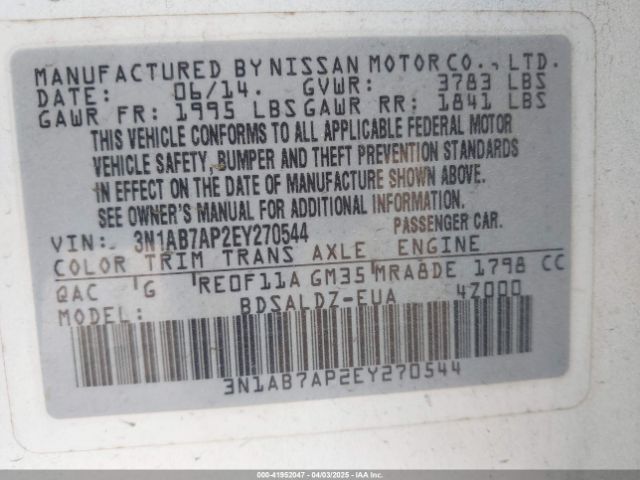 MANUFACTURED BY NISSAN MOTOR CO., LTD.
DATE: 06/14. GVWR: 3783 LBS
GAWR FR: 1995 LBS GAWR RR: 1841 LBS
THIS VEHICLE CONFORMS TO ALL APPLICABLE FEDERAL MOTOR
VEHICLE SAFETY, BUMPER AND THEFT PREVENTION STANDARDS
IN EFFECT ON THE DATE OF MANUFACTURE SHOWN ABOVE.
SEE OWNER'S MANUAL FOR ADDITIONAL INFORMATION.
VIN: 3N1AB7AP2EY270544 PASSENGER CAR.
COLOR TRIM TRANS AXLE ENGINE
QAC G RE0F11A GM35 MRA8DE 1798 CC
MODEL: BDSALDZ-EUA 4Z000
3N1AB7AP2EY270544
000-41952047 - 04/03/2025 - IAAI.COM